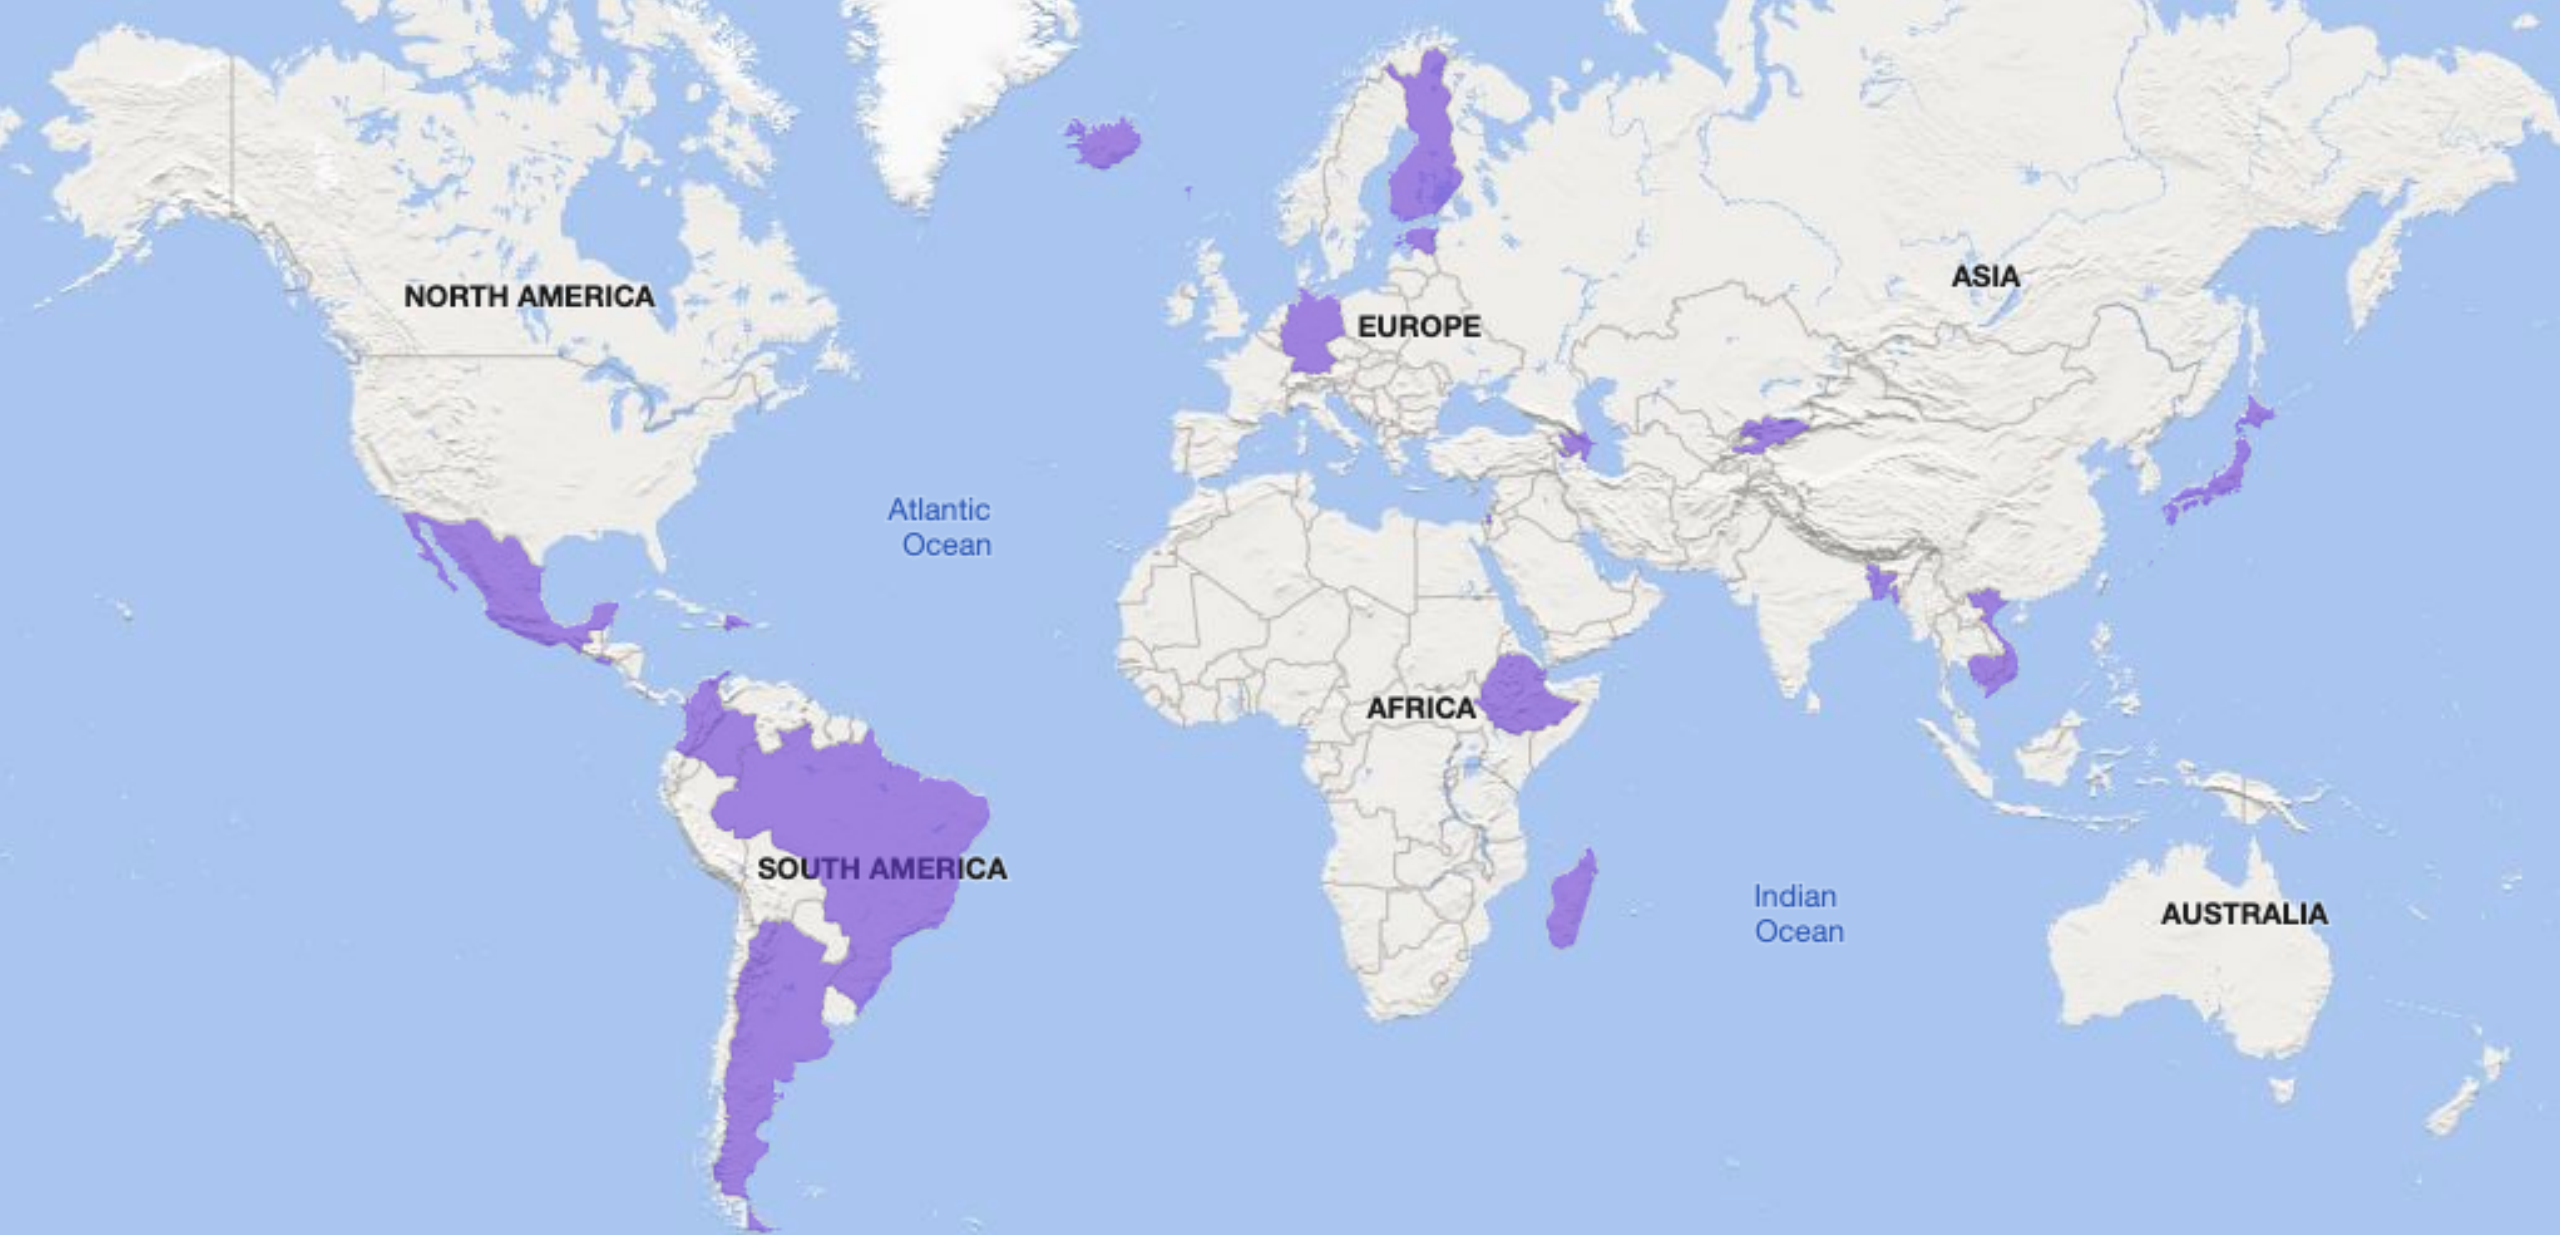 NORTH AMERICA
ASIA
EUROPE
Atlantic
Ocean
AFRICA
SOUTH AMERICA
Indian
Ocean
AUSTRALIA